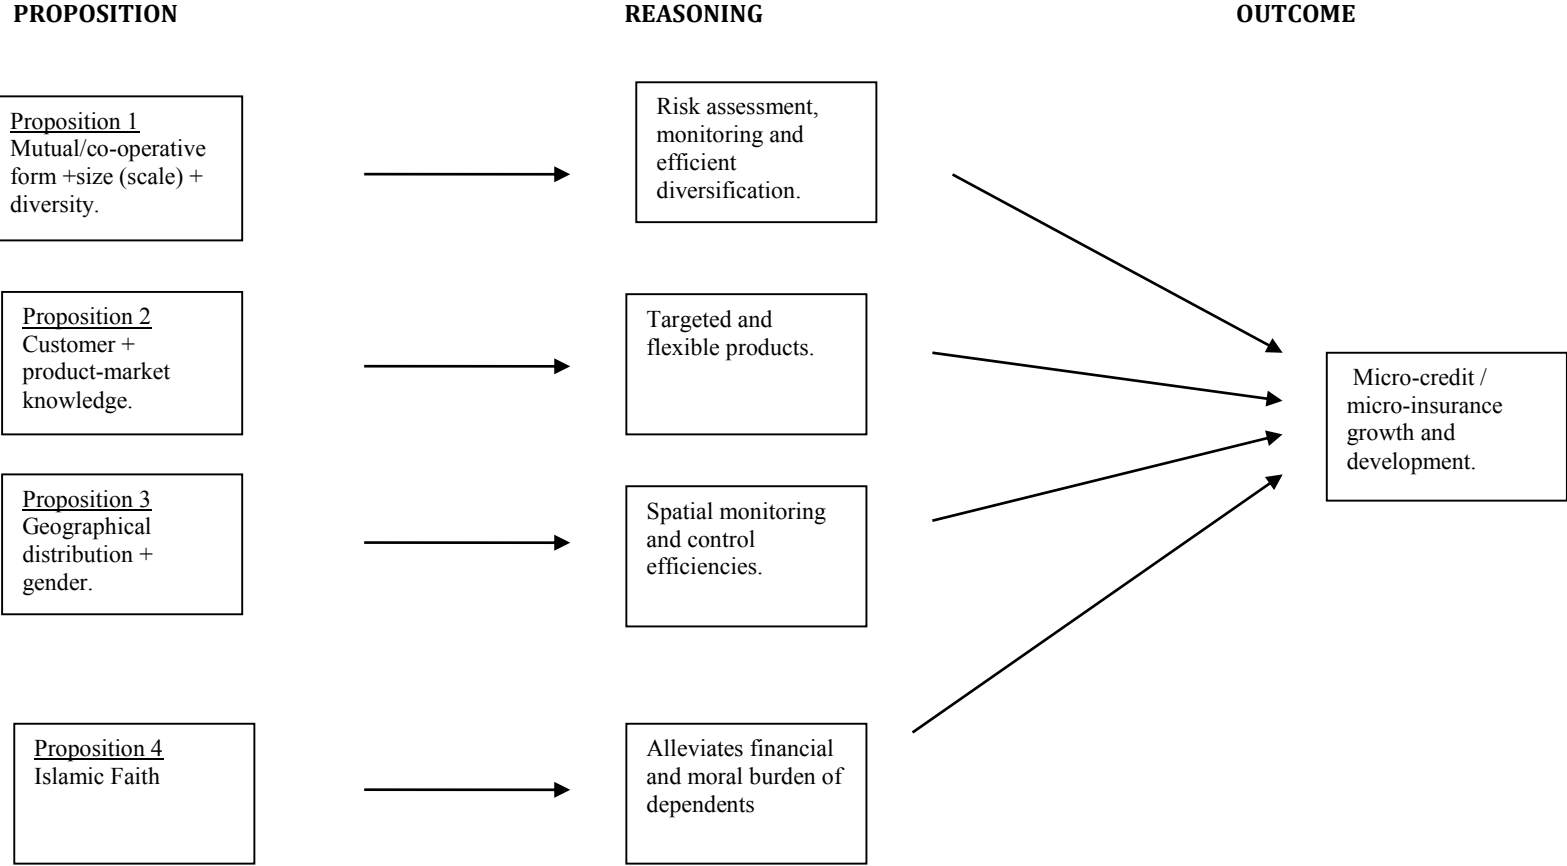 PROPOSITION
REASONING
OUTCOME
Proposition 1
Mutual/co-operative
form +size (scale) +
diversity.
Risk assessment,
monitoring and
efficient
diversification.
Proposition 2
Customer +
product-market
knowledge.
Targeted and
flexible products.
Micro-credit /
micro-insurance
growth and
development.
Proposition 3
Geographical
distribution +
gender.
Spatial monitoring
and control
efficiencies.
Proposition 4
Islamic Faith
Alleviates financial
and moral burden of
dependents